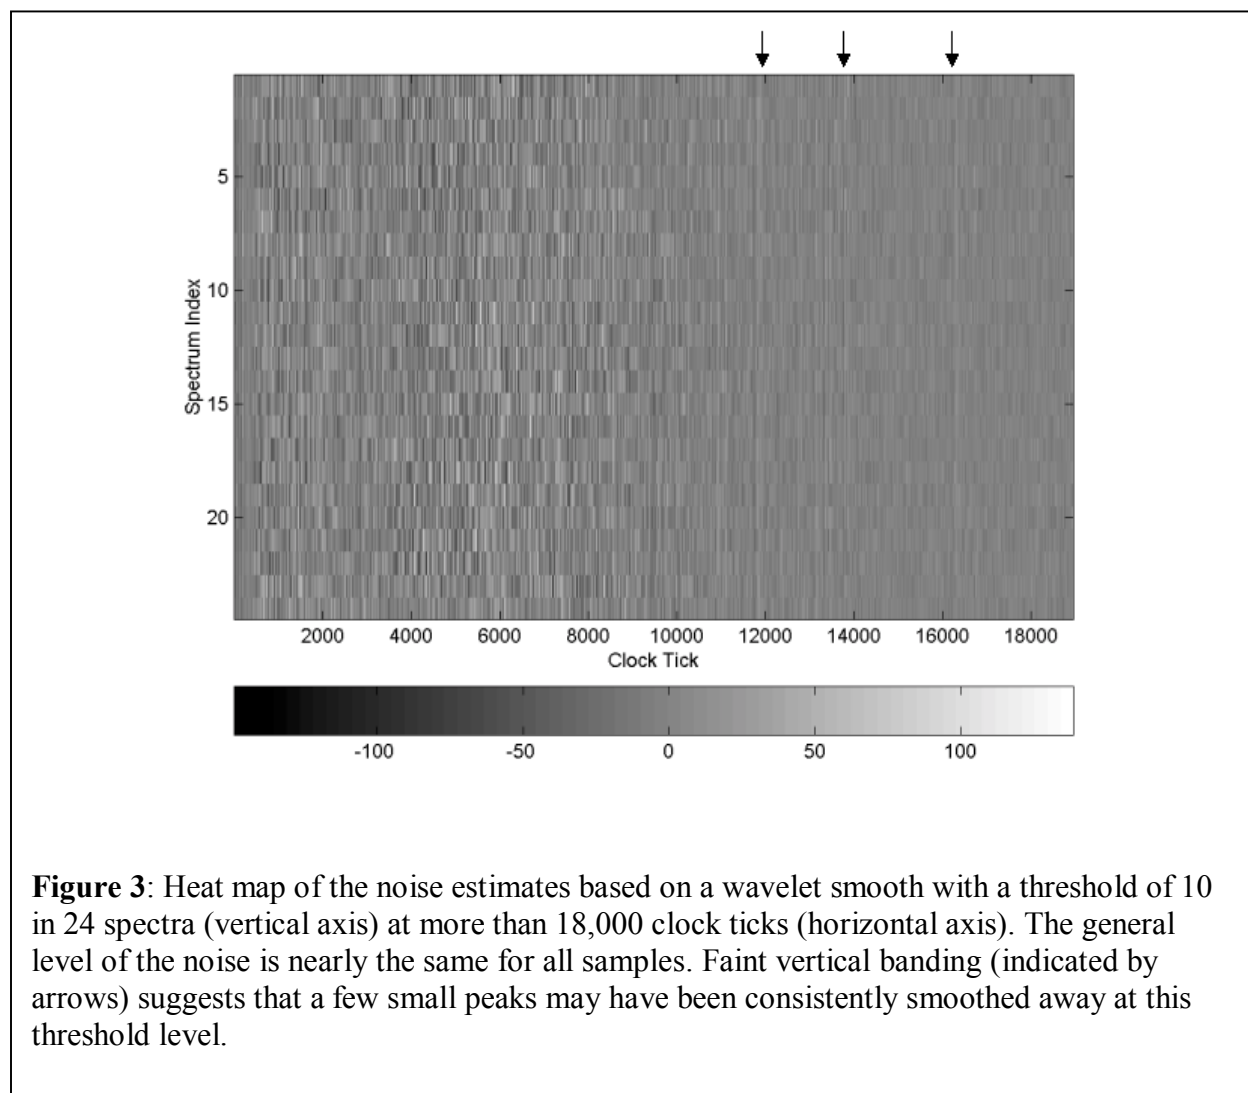 5
10
15
20
Spectrum Index
2000 4000 6000 8000 10000 12000 14000 16000 18000
Clock Tick
-100 -50 0 50 100
Figure 3: Heat map of the noise estimates based on a wavelet smooth with a threshold of 10
in 24 spectra (vertical axis) at more than 18,000 clock ticks (horizontal axis). The general
level of the noise is nearly the same for all samples. Faint vertical banding (indicated by
arrows) suggests that a few small peaks may have been consistently smoothed away at this
threshold level.